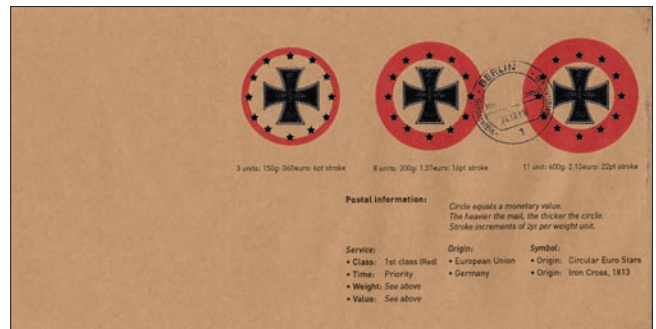 BERLIN
1
3 units: 150g: 060euro: 6pt stroke
8 units: 200g: 1.37euro: 16pt stroke
11 unit: 600g: 2.10euro: 22pt stroke
Postal information:
Circle equals a monetary value.
The heavier the mail, the thicker the circle.
Stroke increments of 2pt per weight unit.
Service:
• Class: 1st class (Red)
• Time: Priority
• Weight: See above
• Value: See above
Origin:
• European Union
• Germany
Symbol:
• Origin: Circular Euro Stars
• Origin: Iron Cross, 1813